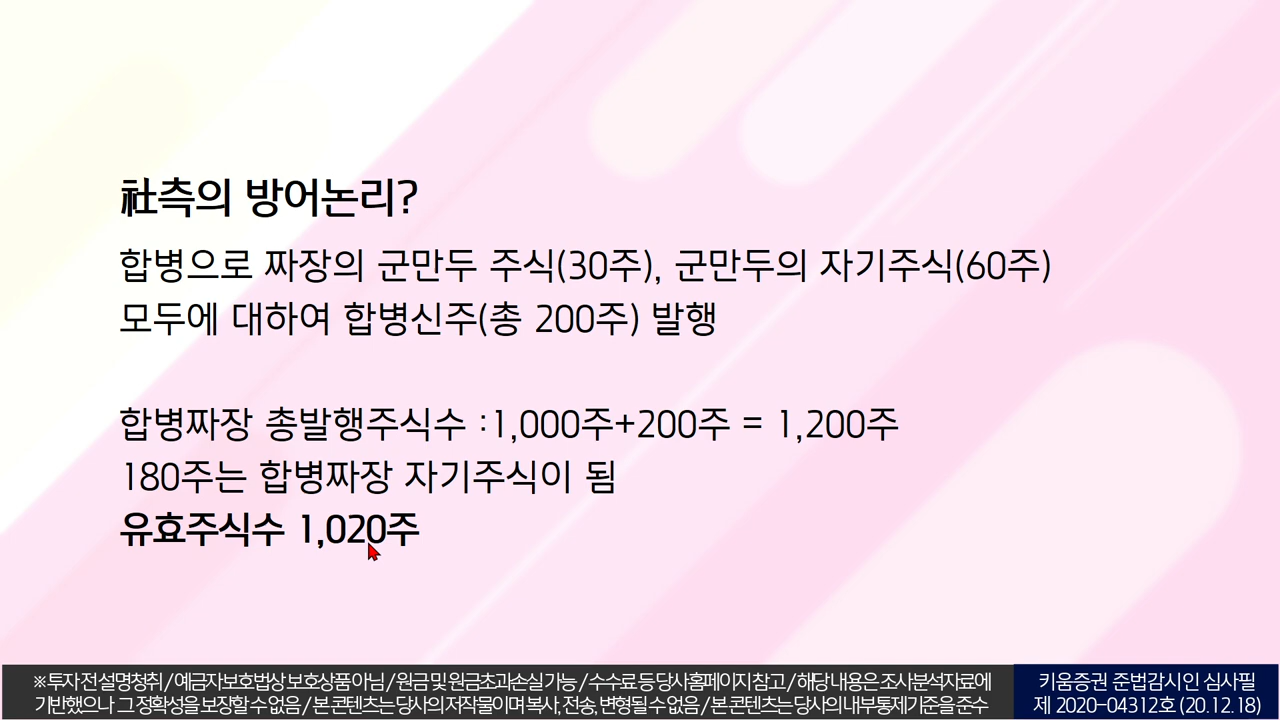 社측의 방어논리?
합병으로 짜장의 군만두 주식(30주), 군만두의 자기주식(60주)
모두에 대하여 합병신주(총 200주) 발행
합병짜장 총발행주식수 :1,000주+200주 = 1,200주
180주는 합병짜장 자기주식이 됨
유효주식수 1,020주
※ 투자 전 설명청취 / 예금자보호법상 보호상품 아님 / 원금 및 원금초과손실 가능 / 수수료 등 당사홈페이지 참고 / 해당 내용은 조사분석자료에
기반했으나 그 정확성을 보장할 수 없음 / 본 콘텐츠는 당사의 저작물이며 복사, 전송, 변형될 수 없음 / 본 콘텐츠는 당사의 내부통제기준을 준수
키움증권 준법감시인 심사필
제 2020-04312호 (20.12.18)